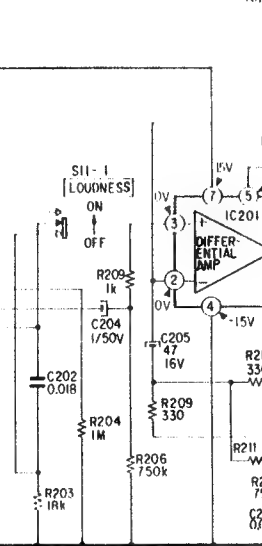 S11-1
LOUDNESS
ON
OFF
R209
1k
C204
1/50V
C202
0.018
R204
1M
R203
18k
R206
750k
15V
7
5
IC201
0V
3
+
DIFFER-
ENTIAL
AMP
2
-
0V
4
-15V
C205
47
16V
R209
330
R211